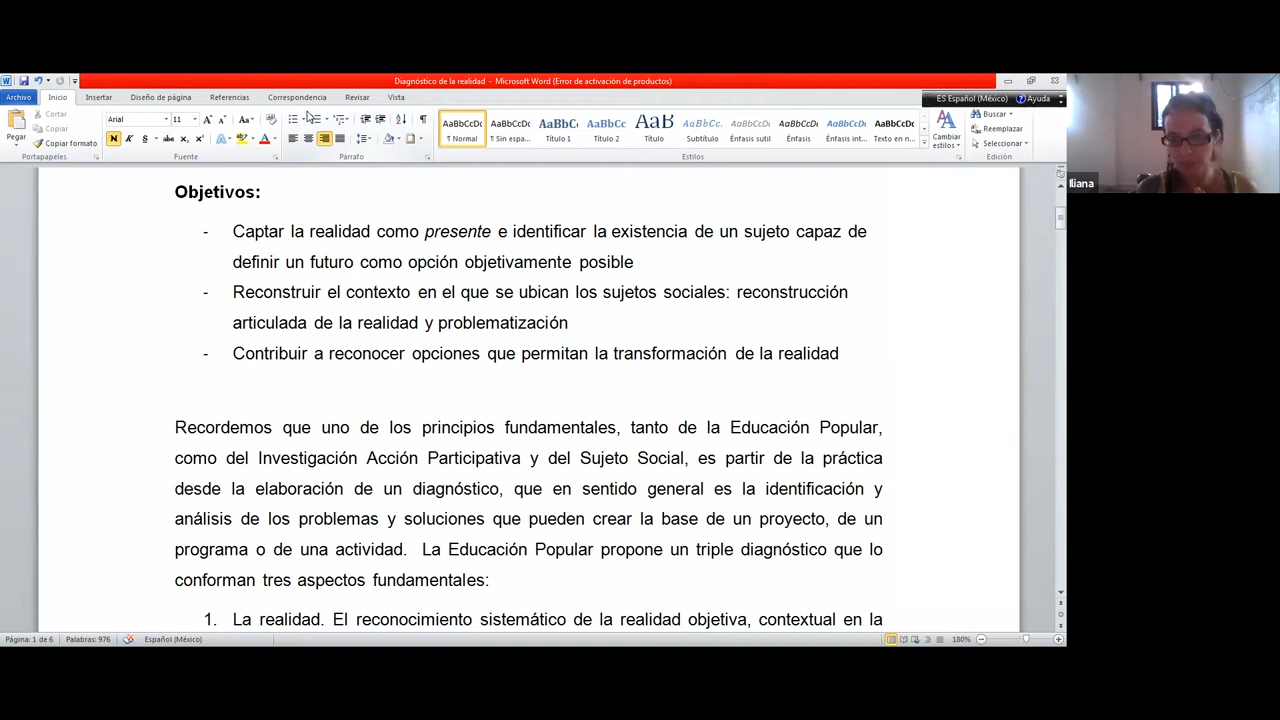 Diagnóstico de la realidad - Microsoft Word (Error de activación de productos)
Archivo Inicio Insertar Diseño de página Referencias Correspondencia Revisar Vista
ES Español (México) Ayuda
Pegar
Cortar
Copiar
Copiar formato
Portapapeles
Arial 11
Fuente
Párrafo
AaBbCcDc AaBbCcDc AaBbC AaBbCc AaB AaBbCc. AaBbCcDc AaBbCcDc AaBbCcDc AaBbCcDc
¶ Normal ¶ Sin espa... Título 1 Título 2 Título Subtítulo Énfasis sutil Énfasis Énfasis int... Texto en n...
Estilos
Cambiar
estilos
Buscar
Reemplazar
Seleccionar
Edición
Iliana
Objetivos:
- Captar la realidad como presente e identificar la existencia de un sujeto capaz de
definir un futuro como opción objetivamente posible
- Reconstruir el contexto en el que se ubican los sujetos sociales: reconstrucción
articulada de la realidad y problematización
- Contribuir a reconocer opciones que permitan la transformación de la realidad
Recordemos que uno de los principios fundamentales, tanto de la Educación Popular,
como del Investigación Acción Participativa y del Sujeto Social, es partir de la práctica
desde la elaboración de un diagnóstico, que en sentido general es la identificación y
análisis de los problemas y soluciones que pueden crear la base de un proyecto, de un
programa o de una actividad. La Educación Popular propone un triple diagnóstico que lo
conforman tres aspectos fundamentales:
1. La realidad. El reconocimiento sistemático de la realidad objetiva, contextual en la
Página: 1 de 6 Palabras: 976 Español (México) 180%